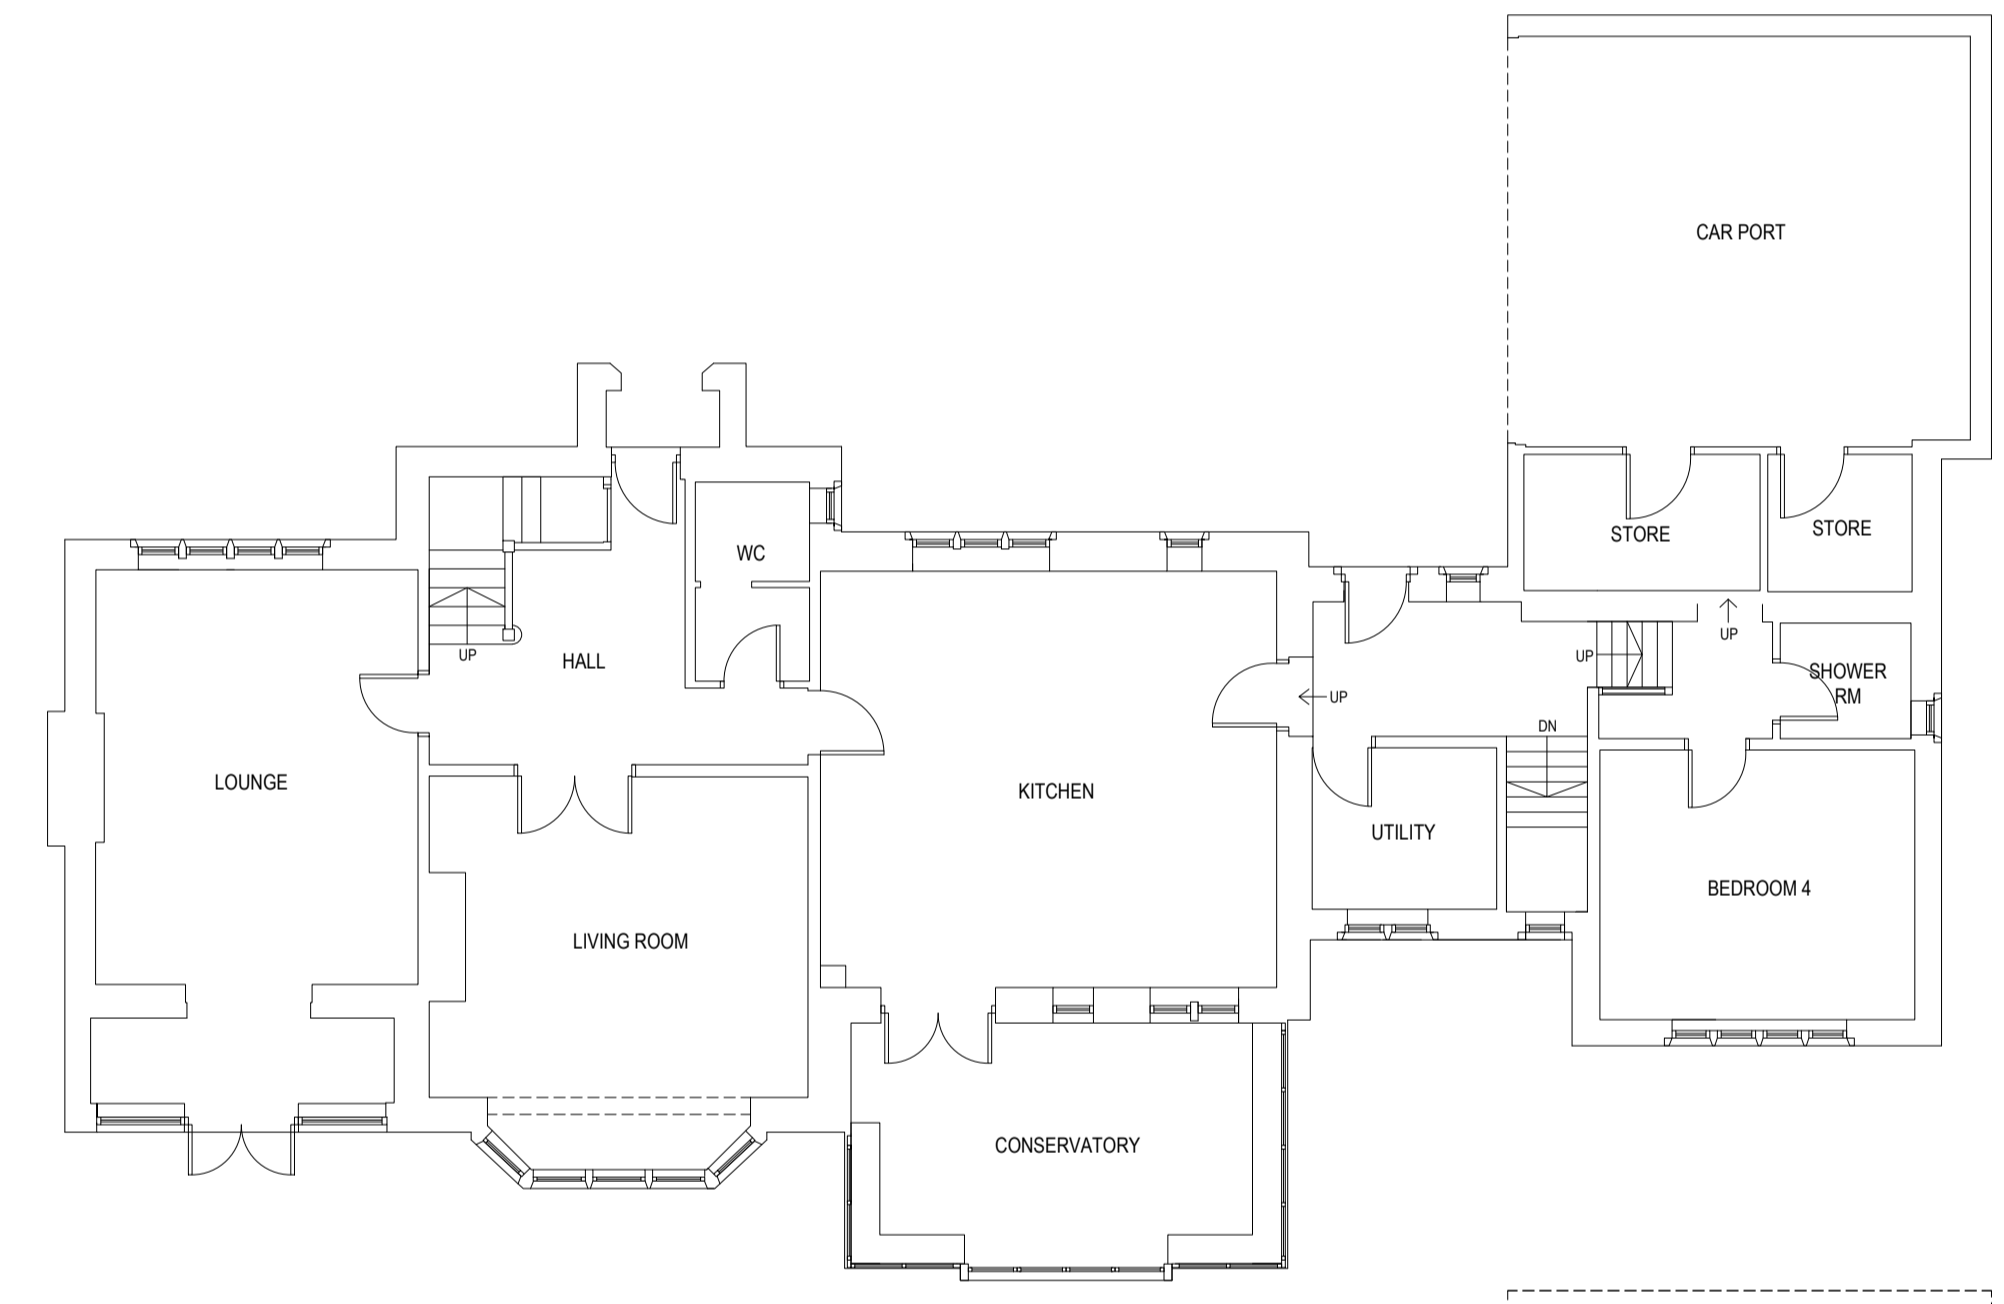 CAR PORT
STORE
STORE
WC
UP
HALL
UP
UP
SHOWER
RM
UP
DN
LOUNGE
KITCHEN
UTILITY
BEDROOM 4
LIVING ROOM
CONSERVATORY